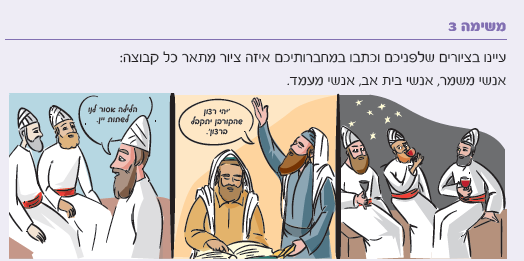 משימה 3
עיינו בציורים שלפניכם וכתבו במחברותיכם איזה ציור מתאר כל קבוצה:
אנשי משמר, אנשי בית אב, אנשי מעמד.
'יהי רצון
שהקורבן יתקבל
ברצון'.
הלילה אסור לנו
לשתות יין.